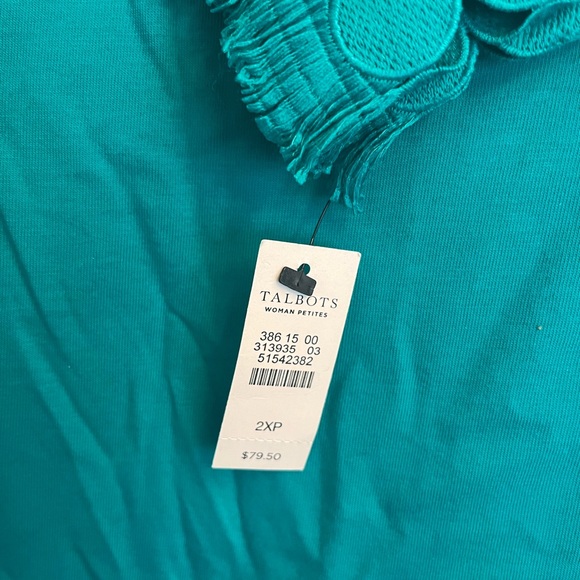 TALBOTS
WOMAN PETITES
386 15 00
313935 03
51542382
2XP
$79.50